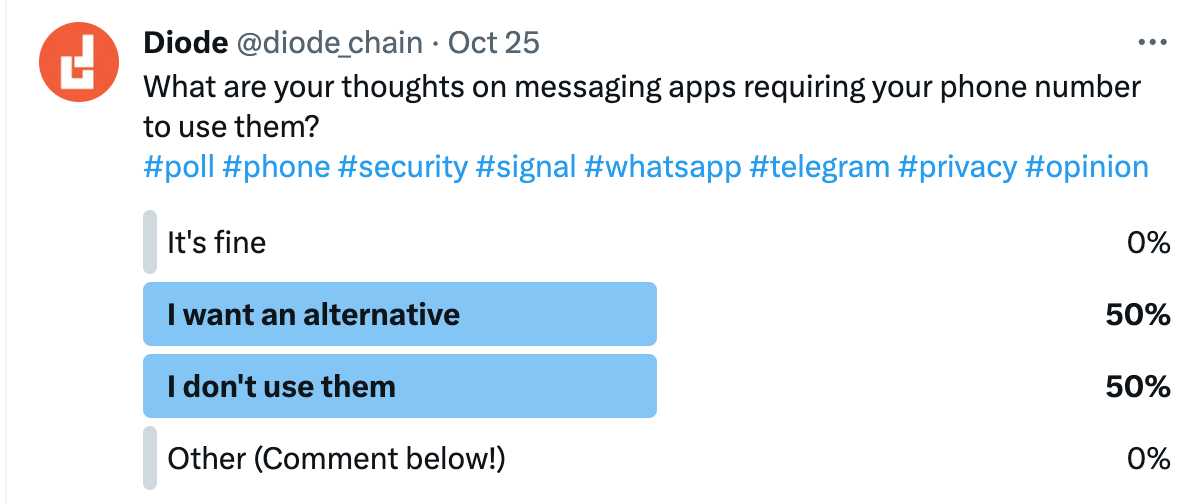 Diode @diode_chain · Oct 25
What are your thoughts on messaging apps requiring your phone number
to use them?
#poll #phone #security #signal #whatsapp #telegram #privacy #opinion
It's fine 0%
I want an alternative 50%
I don't use them 50%
Other (Comment below!) 0%